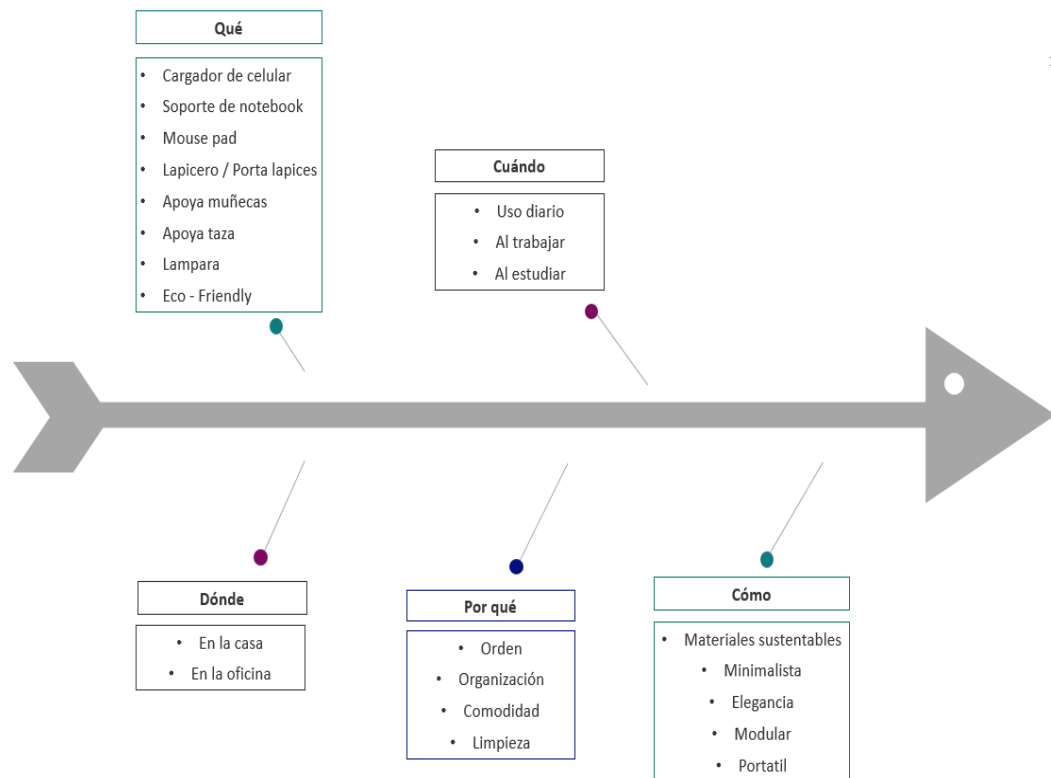 Qué
• Cargador de celular
• Soporte de notebook
• Mouse pad
• Lapicero / Porta lapices
• Apoya muñecas
• Apoya taza
• Lampara
• Eco - Friendly
Cuándo
• Uso diario
• Al trabajar
• Al estudiar
Dónde
• En la casa
• En la oficina
Por qué
• Orden
• Organización
• Comodidad
• Limpieza
Cómo
• Materiales sustentables
• Minimalista
• Elegancia
• Modular
• Portatil